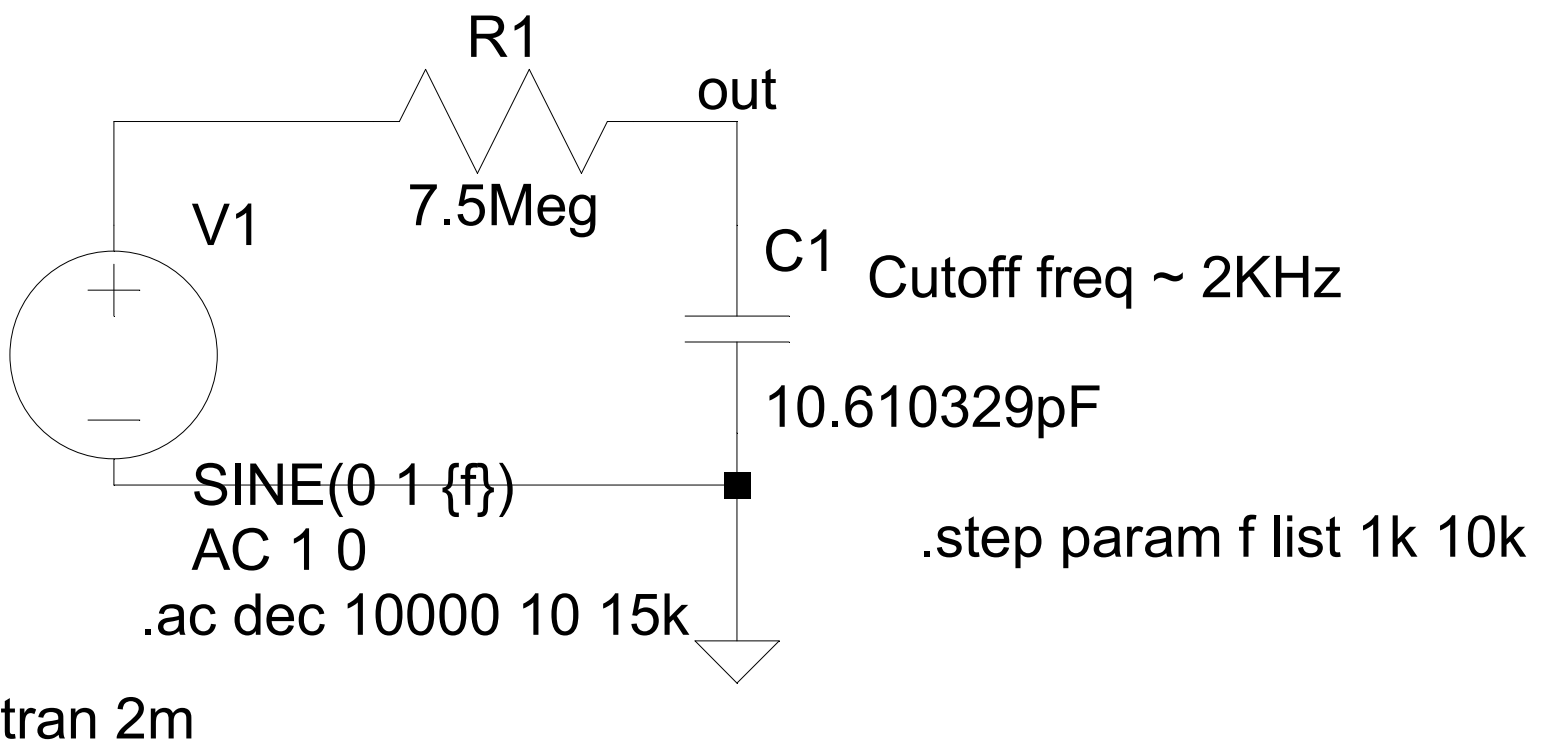 R1
out
7.5Meg
V1
C1
Cutoff freq ~ 2KHz
10.610329pF
SINE(0 1 {f})
AC 1 0
.step param f list 1k 10k
.ac dec 10000 10 15k
tran 2m